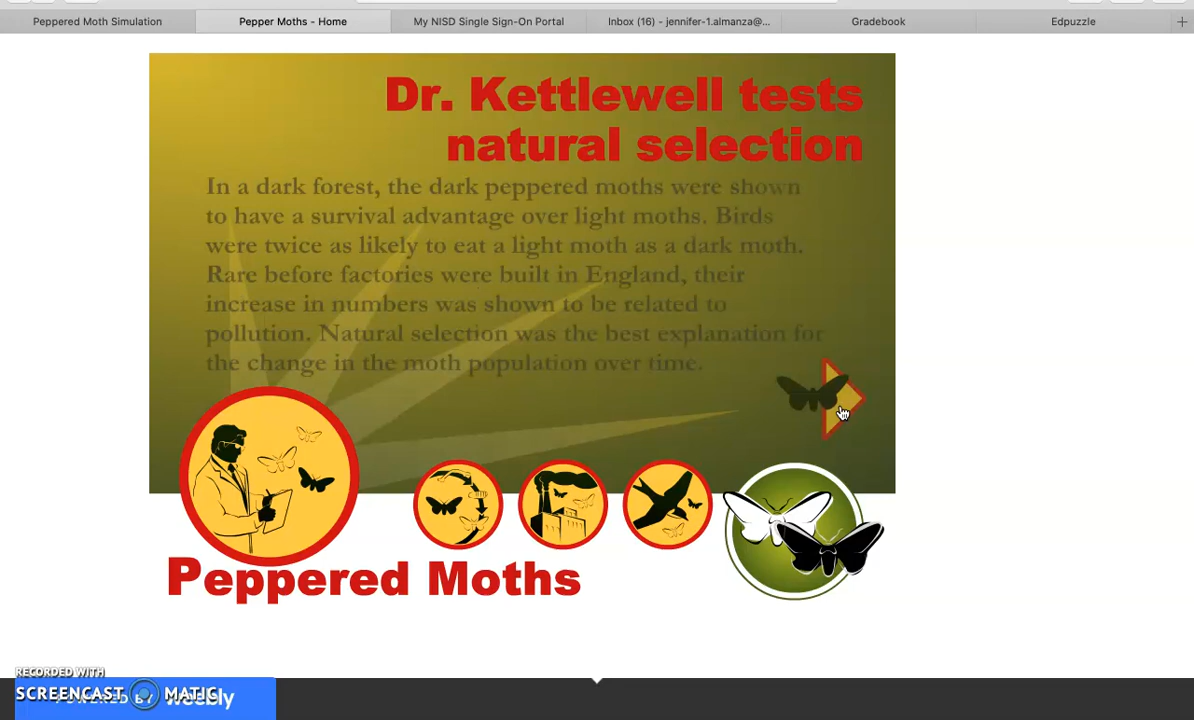 Peppered Moth Simulation
Pepper Moths - Home
My NISD Single Sign-On Portal
Inbox (16) - jennifer-1.almanza@...
Gradebook
Edpuzzle
Dr. Kettlewell tests
natural selection
In a dark forest, the dark peppered moths were shown
to have a survival advantage over light moths. Birds
were twice as likely to eat a light moth as a dark moth.
Rare before factories were built in England, their
increase in numbers was shown to be related to
pollution. Natural selection was the best explanation for
the change in the moth population over time.
Peppered Moths
RECORDED WITH
SCREENCAST MATIC
POWERED BY weebly